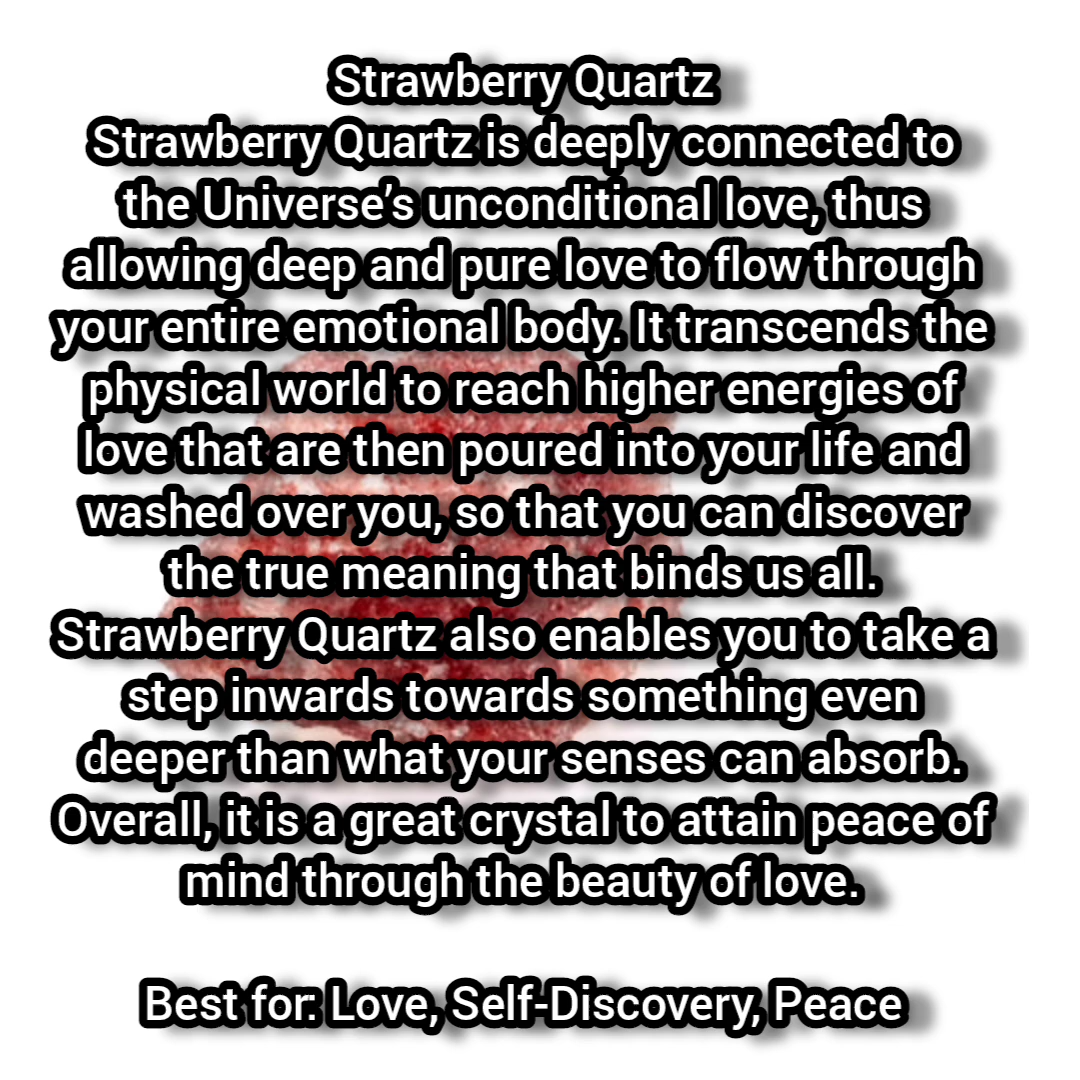 Strawberry Quartz
Strawberry Quartz is deeply connected to
the Universe’s unconditional love, thus
allowing deep and pure love to flow through
your entire emotional body. It transcends the
physical world to reach higher energies of
love that are then poured into your life and
washed over you, so that you can discover
the true meaning that binds us all.
Strawberry Quartz also enables you to take a
step inwards towards something even
deeper than what your senses can absorb.
Overall, it is a great crystal to attain peace of
mind through the beauty of love.
Best for: Love, Self-Discovery, Peace